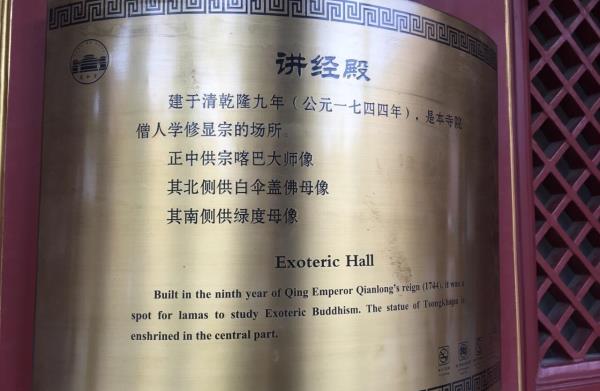 讲经殿
建于清乾隆九年（公元一七四四年），是本寺院
僧人学修显宗的场所。
正中供宗喀巴大师像
其北侧供白伞盖佛母像
其南侧供绿度母像
Exoteric Hall
Built in the ninth year of Qing Emperor Qianlong's reign (1744), it was a
spot for lamas to study Exoteric Buddhism. The statue of Tsongkhapa is
enshrined in the central part.